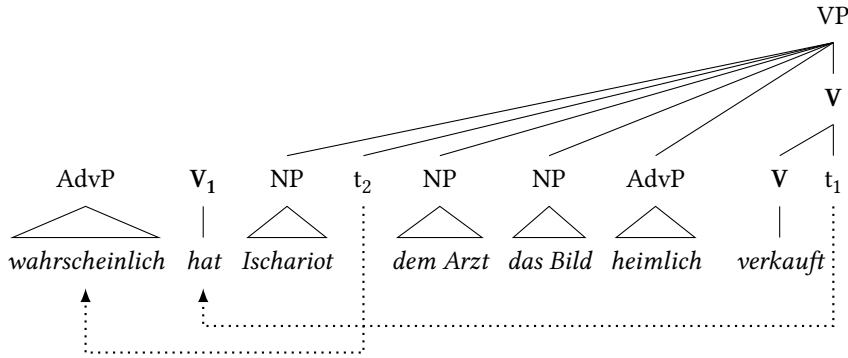 VP
V
AdvP V₁ NP t₂ NP NP AdvP V t₁
wahrscheinlich hat Ischariot dem Arzt das Bild heimlich verkauft